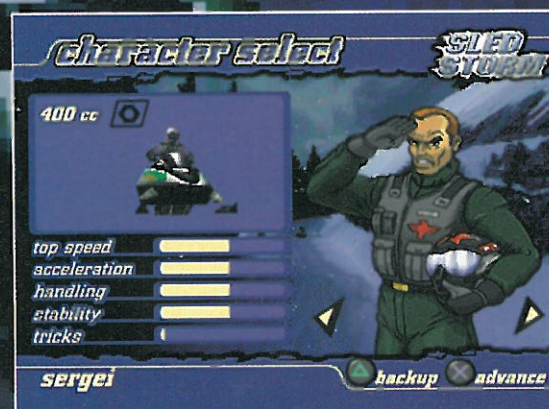 character select
SLED
STORM
400 cc
top speed
acceleration
handling
stability
tricks
sergei
backup
advance